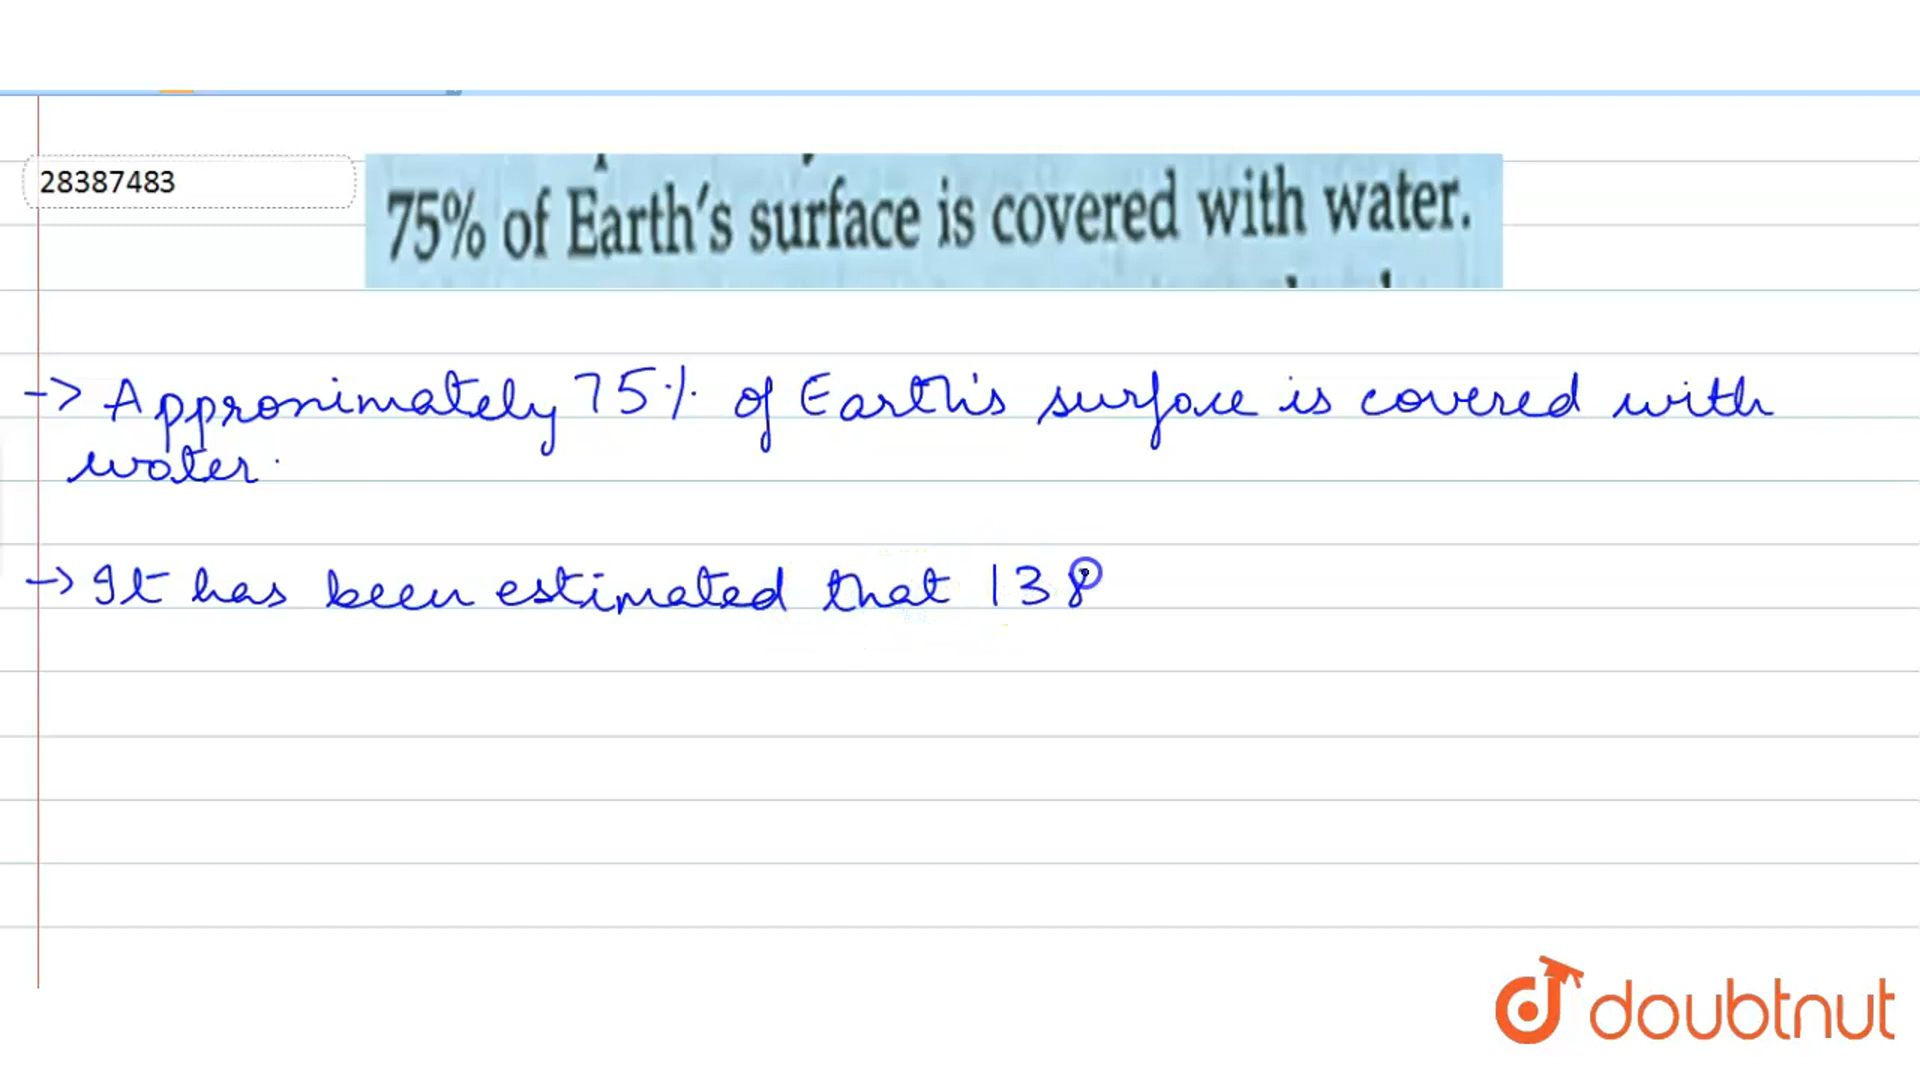 28387483
75% of Earth's surface is covered with water.
-> Approximately 75% of Earth's surface is covered with
water.
-> It has been estimated that 138
doubtnut